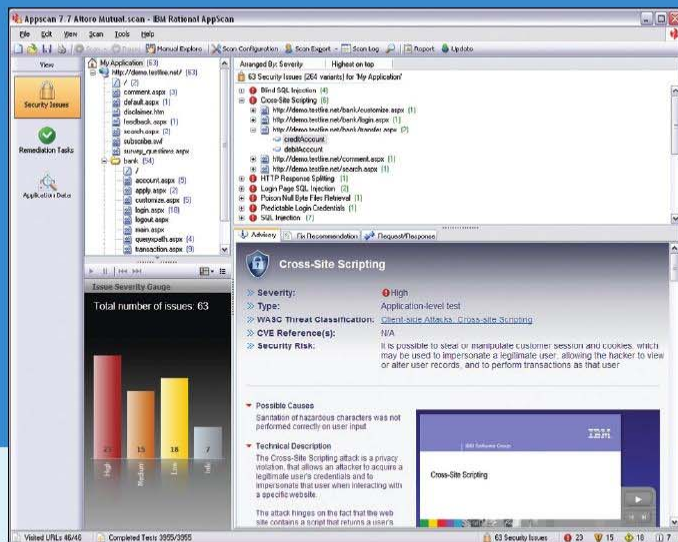 Appscan 7.7 Altoro Mutual.scan - IBM Rational AppScan
File Edit View Scan Tools Help
Scan Pause Manual Explore Scan Configuration Scan Expert Scan Log Report Update
View
Security Issues
Remediation Tasks
Application Data
My Application (63)
http://demo.testfire.net/ (63)
/ (2)
comment.aspx (3)
default.aspx (1)
disclaimer.htm
feedback.aspx (1)
search.aspx (2)
subscribe.swf
survey_questions.aspx
bank (54)
/
account.aspx (5)
apply.aspx (2)
customize.aspx (5)
login.aspx (10)
logout.aspx
main.aspx
queryxpath.aspx (4)
transaction.aspx (9)
Issue Severity Gauge
Total number of issues: 63
23 15 18 7
High Medium Low Info
Arranged By: Severity Highest on top
63 Security Issues (264 variants) for 'My Application'
Blind SQL Injection (4)
Cross-Site Scripting (6)
http://demo.testfire.net/bank/customize.aspx (1)
http://demo.testfire.net/bank/login.aspx (1)
http://demo.testfire.net/bank/transfer.aspx (2)
creditAccount
debitAccount
http://demo.testfire.net/comment.aspx (1)
http://demo.testfire.net/search.aspx (1)
HTTP Response Splitting (1)
Login Page SQL Injection (2)
Poison Null Byte Files Retrieval (1)
Predictable Login Credentials (1)
SQL Injection (7)
Advisory Fix Recommendation Request/Response
Cross-Site Scripting
Severity: High
Type: Application-level test
WASC Threat Classification: Client-side Attacks: Cross-site Scripting
CVE Reference(s): N/A
Security Risk: It is possible to steal or manipulate customer session and cookies, which
may be used to impersonate a legitimate user, allowing the hacker to view
or alter user records, and to perform transactions as that user
Possible Causes
Sanitation of hazardous characters was not
performed correctly on user input
Technical Description
The Cross-Site Scripting attack is a privacy
violation, that allows an attacker to acquire a
legitimate user's credentials and to
impersonate that user when interacting with
a specific website.
The attack hinges on the fact that the web
site contains a script that returns a user's
IBM Software Group
IBM
Cross-Site Scripting
Visited URLs 46/46 Completed Tests 3955/3955 63 Security Issues 23 15 18 7